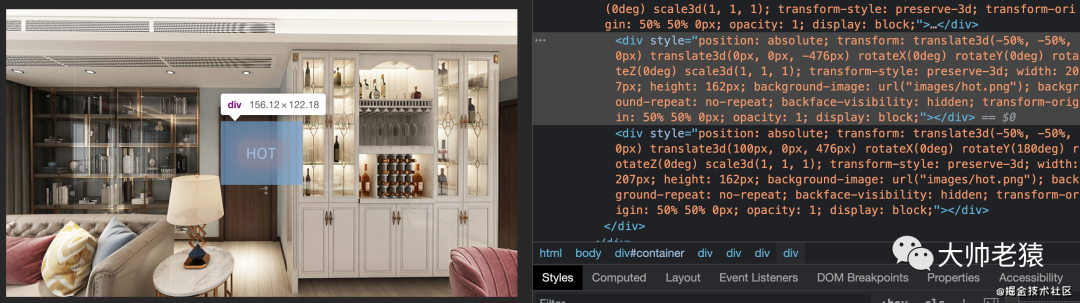 div 156.12 × 122.18
HOT
(0deg) scale3d(1, 1, 1); transform-style: preserve-3d; transform-ori
gin: 50% 50% 0px; opacity: 1; display: block;">…</div>
<div style="position: absolute; transform: translate3d(-50%, -50%,
0px) translate3d(0px, 0px, -476px) rotateX(0deg) rotateY(0deg) rota
teZ(0deg) scale3d(1, 1, 1); transform-style: preserve-3d; width: 20
7px; height: 162px; background-image: url("images/hot.png"); backgr
ound-repeat: no-repeat; backface-visibility: hidden; transform-orig
in: 50% 50% 0px; opacity: 1; display: block;"></div> == $0
<div style="position: absolute; transform: translate3d(-50%, -50%,
0px) translate3d(100px, 0px, 476px) rotateX(0deg) rotateY(180deg) r
otateZ(0deg) scale3d(1, 1, 1); transform-style: preserve-3d; width:
207px; height: 162px; background-image: url("images/hot.png"); back
ground-repeat: no-repeat; backface-visibility: hidden; transform-or
igin: 50% 50% 0px; opacity: 1; display: block;"></div>
</div>
html body div#container div div div div
大帅老猿
Styles Computed Layout Event Listeners DOM Breakpoints Properties Accessibility
@掘金技术社区
Filter :hov .cls